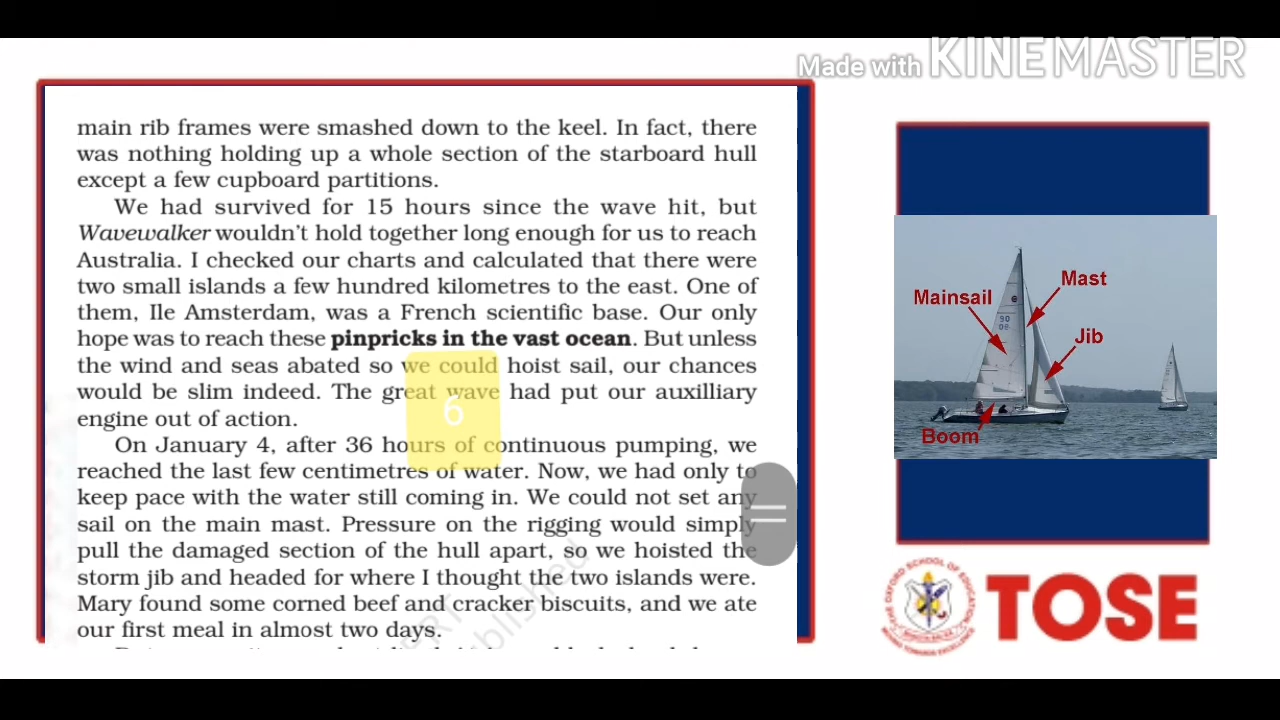 Made with KINEMASTER
main rib frames were smashed down to the keel. In fact, there
was nothing holding up a whole section of the starboard hull
except a few cupboard partitions.
We had survived for 15 hours since the wave hit, but
Wavewalker wouldn't hold together long enough for us to reach
Australia. I checked our charts and calculated that there were
two small islands a few hundred kilometres to the east. One of
them, Ile Amsterdam, was a French scientific base. Our only
hope was to reach these pinpricks in the vast ocean. But unless
the wind and seas abated so we could hoist sail, our chances
would be slim indeed. The great wave had put our auxilliary
engine out of action.
6
On January 4, after 36 hours of continuous pumping, we
reached the last few centimetres of water. Now, we had only to
keep pace with the water still coming in. We could not set any
sail on the main mast. Pressure on the rigging would simply
pull the damaged section of the hull apart, so we hoisted the
storm jib and headed for where I thought the two islands were.
Mary found some corned beef and cracker biscuits, and we ate
our first meal in almost two days.
Mast
Mainsail
Jib
Boom
THE OXFORD SCHOOL OF EDUCATION
TOSE